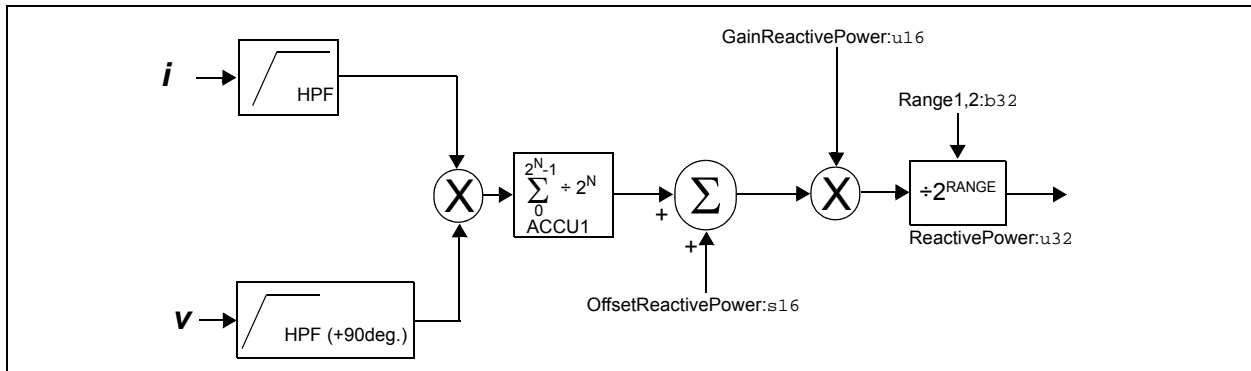 GainReactivePower:u16
i
HPF
Range1,2:b32
X
2^N-1
∑ ÷ 2^N
0
ACCU1
+
Σ
+
X
÷2^RANGE
ReactivePower:u32
OffsetReactivePower:s16
v
HPF (+90deg.)